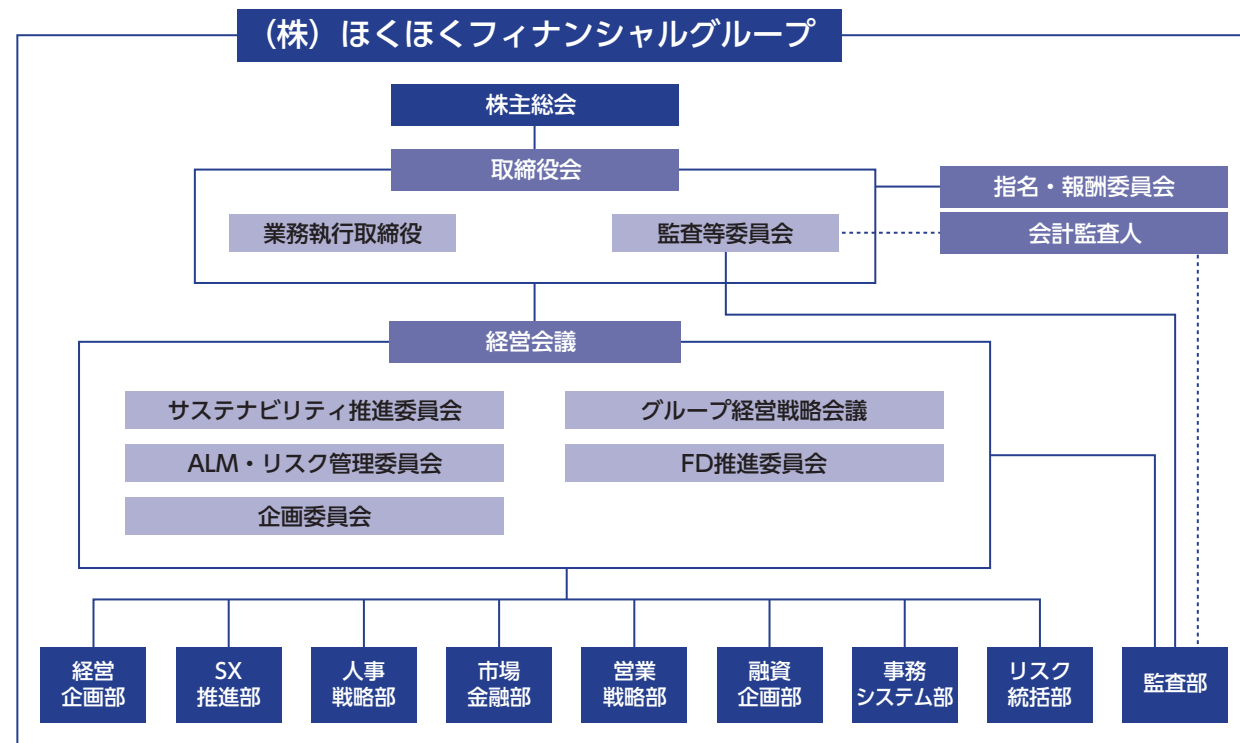 （株）ほくほくフィナンシャルグループ
株主総会
取締役会
指名・報酬委員会
業務執行取締役
監査等委員会
会計監査人
経営会議
サステナビリティ推進委員会
グループ経営戦略会議
ALM・リスク管理委員会
FD推進委員会
企画委員会
経営
企画部
SX
推進部
人事
戦略部
市場
金融部
営業
戦略部
融資
企画部
事務
システム部
リスク
統括部
監査部